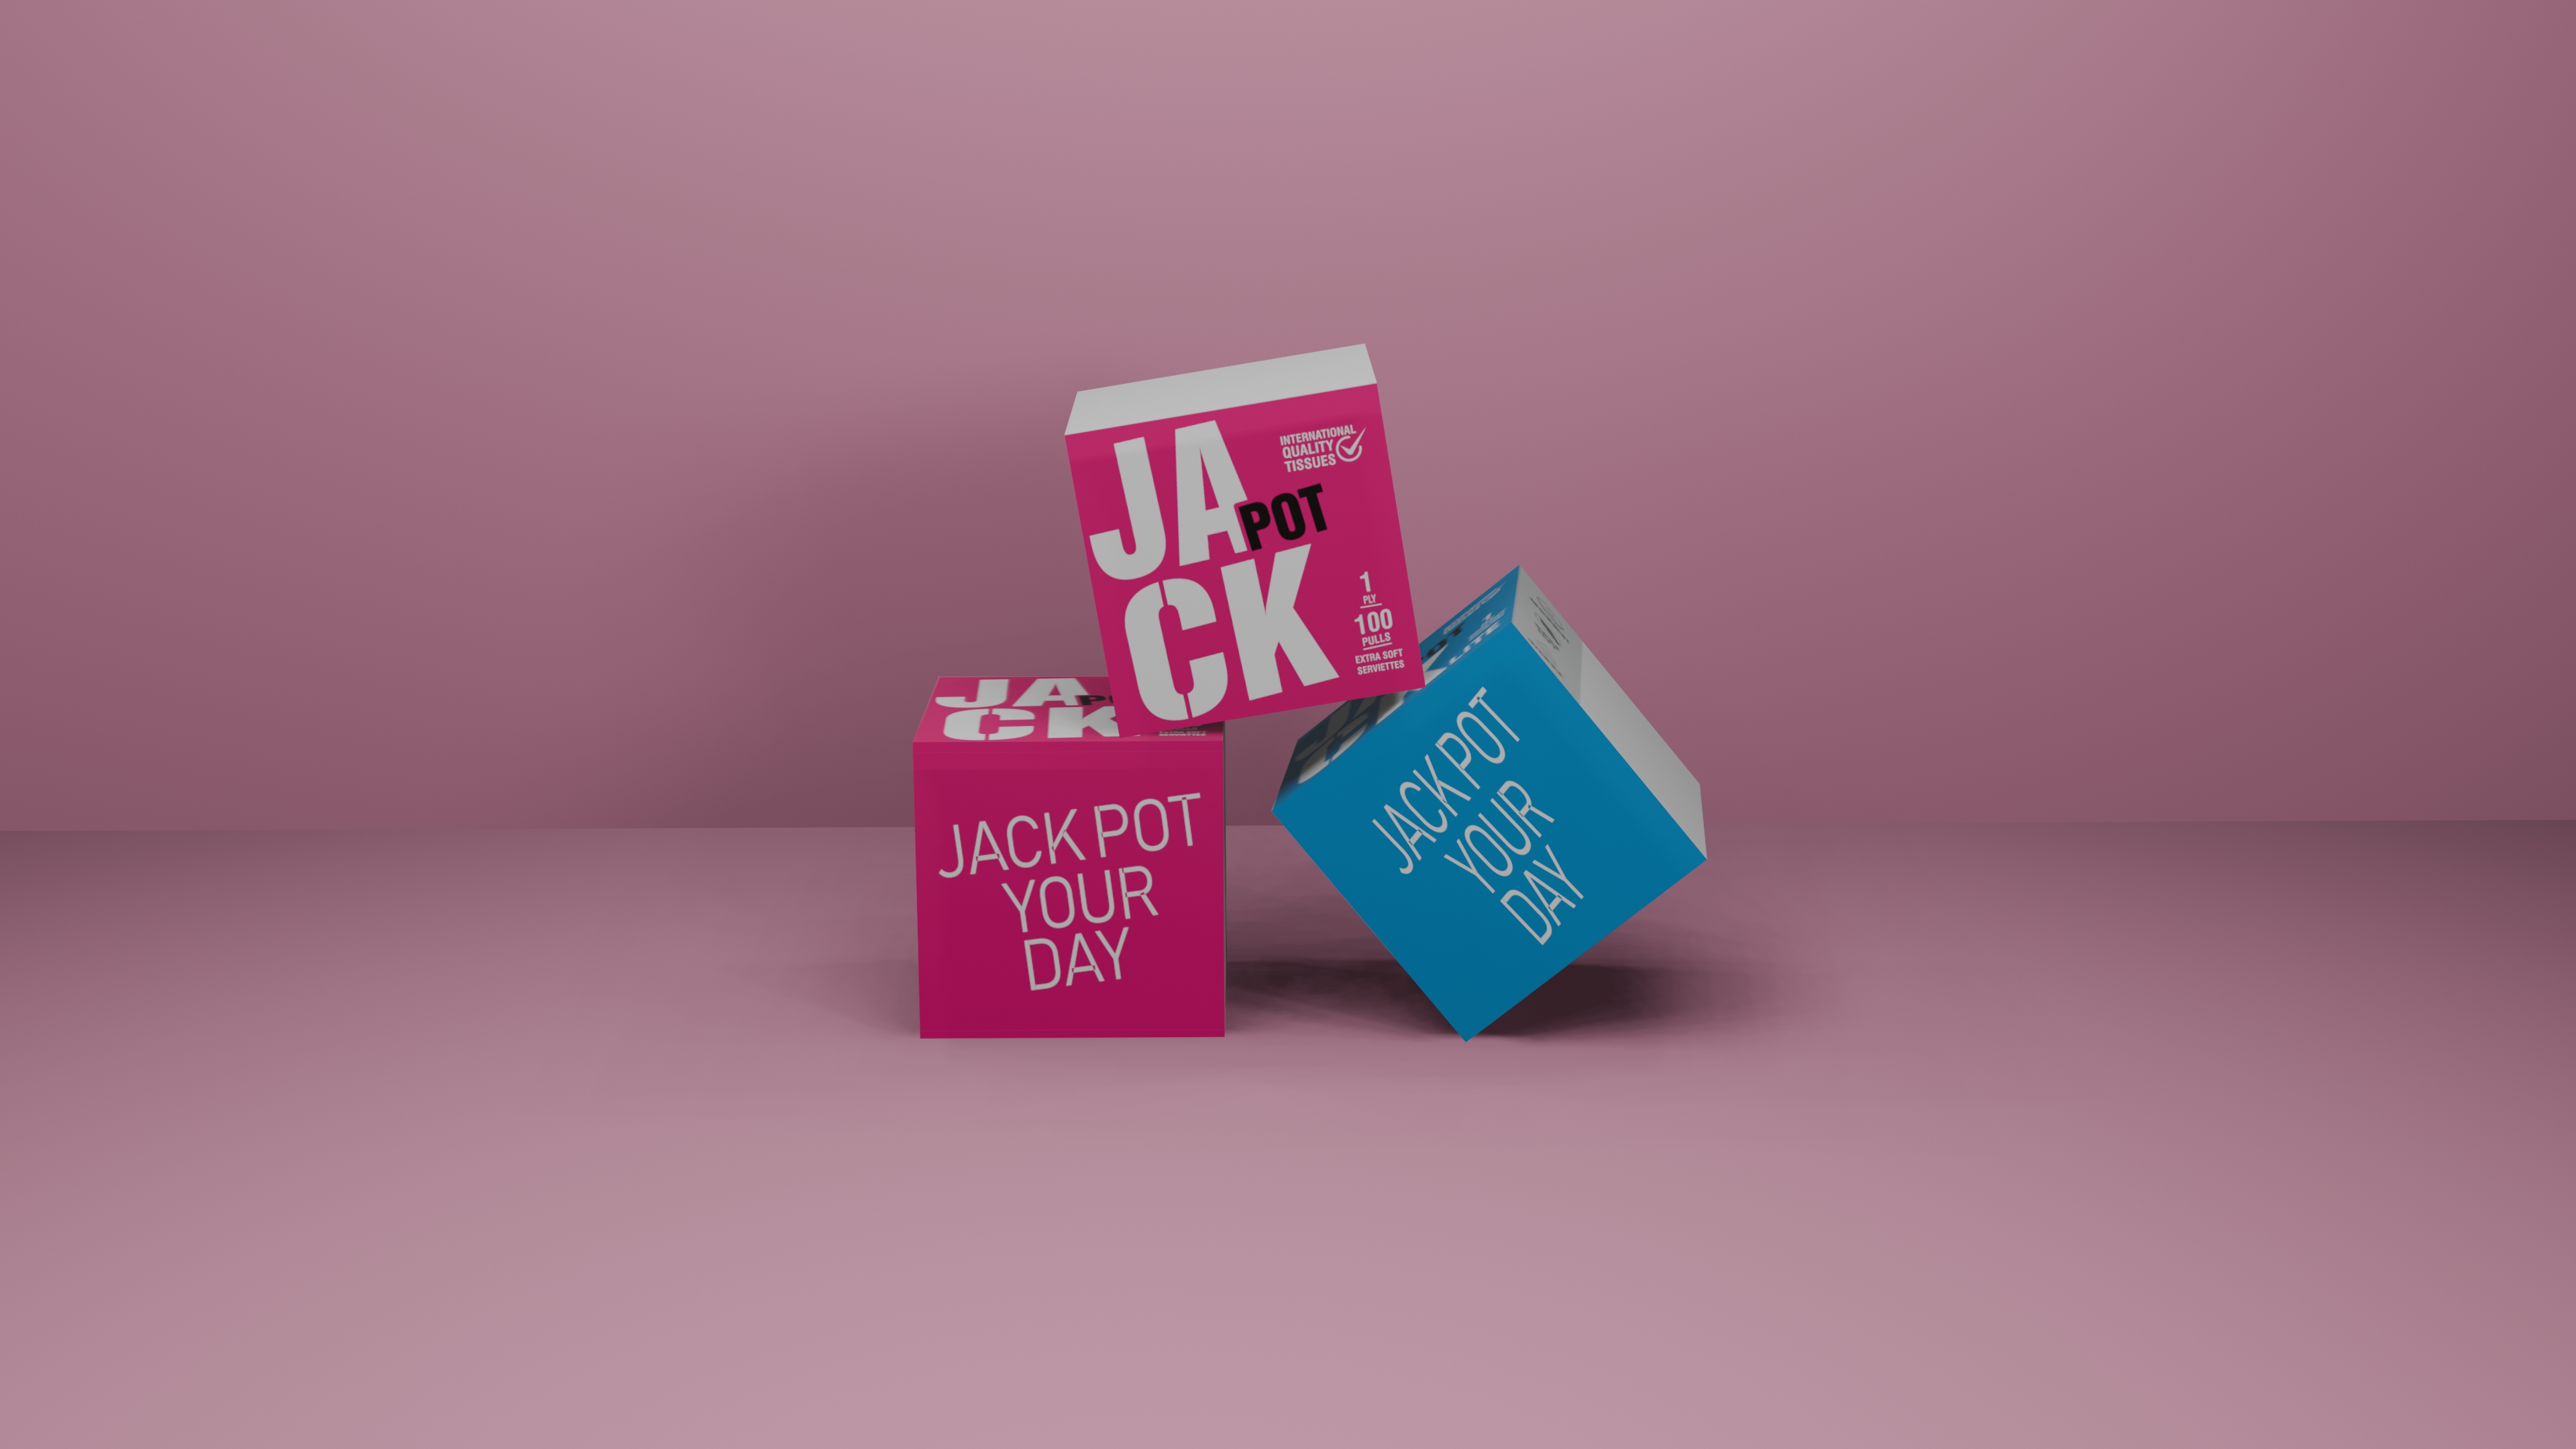 JA
POT
CK
INTERNATIONAL
QUALITY
TISSUES
1
PLY
100
PULLS
EXTRA SOFT
SERVIETTES
JA
CK
JACK POT
YOUR
DAY
JACK POT
YOUR
DAY